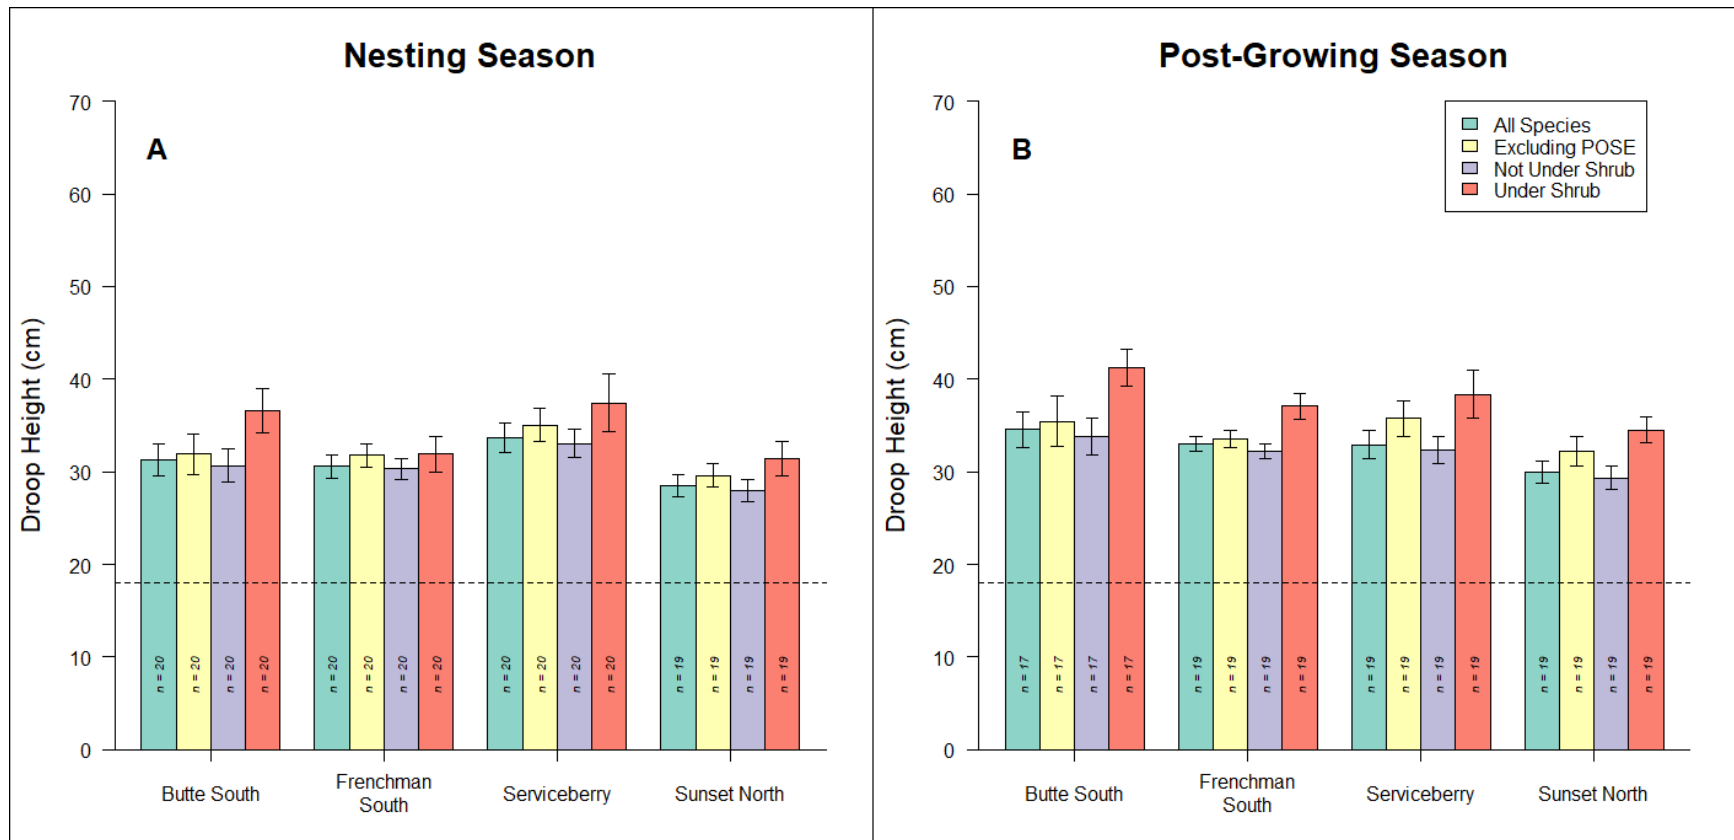 Nesting Season
A
Droop Height (cm)
70
60
50
40
30
20
10
0
n = 20
n = 20
n = 20
n = 20
n = 20
n = 20
n = 20
n = 20
n = 20
n = 20
n = 20
n = 20
n = 19
n = 19
n = 19
n = 19
Butte South
Frenchman
South
Serviceberry
Sunset North
Post-Growing Season
B
All Species
Excluding POSE
Not Under Shrub
Under Shrub
Droop Height (cm)
70
60
50
40
30
20
10
0
n = 17
n = 17
n = 17
n = 17
n = 19
n = 19
n = 19
n = 19
n = 19
n = 19
n = 19
n = 19
n = 19
n = 19
n = 19
n = 19
Butte South
Frenchman
South
Serviceberry
Sunset North